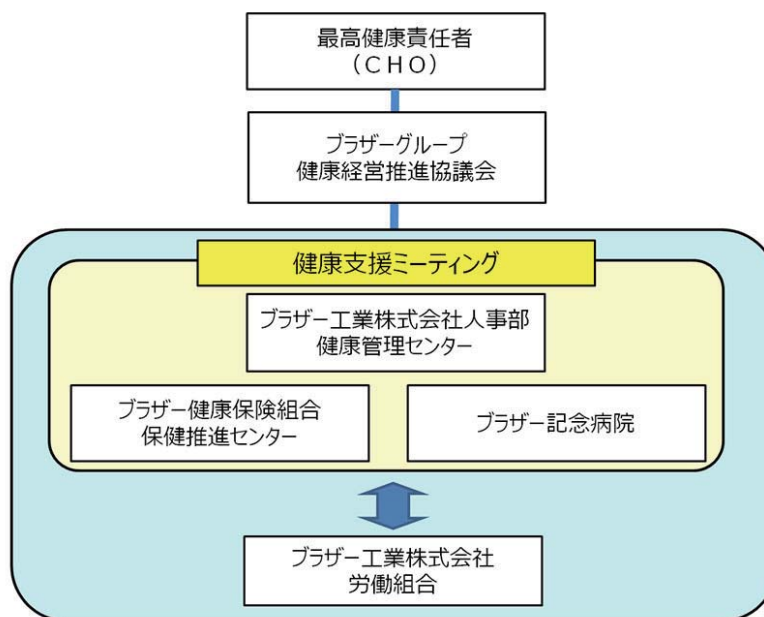 最高健康責任者
（ＣＨＯ）
ブラザーグループ
健康経営推進協議会
健康支援ミーティング
ブラザー工業株式会社人事部
健康管理センター
ブラザー健康保険組合
保健推進センター
ブラザー記念病院
ブラザー工業株式会社
労働組合